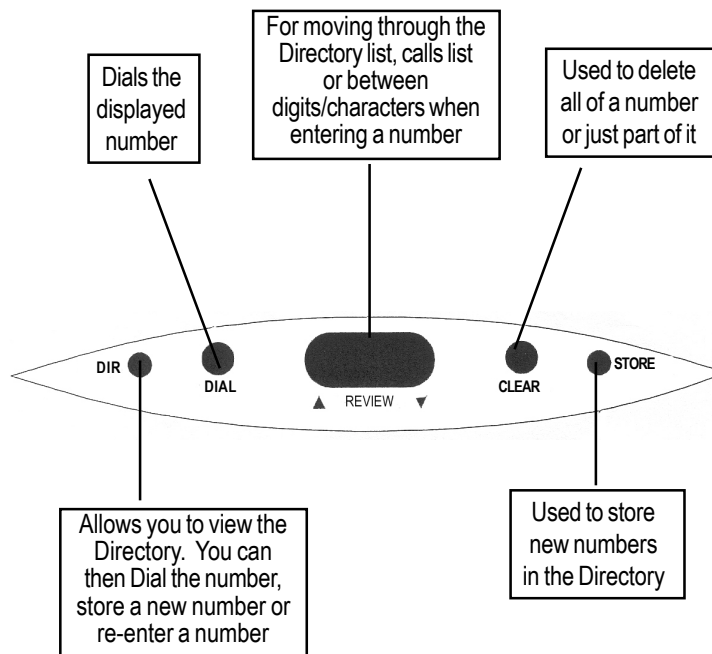 For moving through the
Directory list, calls list
or between
digits/characters when
entering a number
Dials the
displayed
number
Used to delete
all of a number
or just part of it
DIR
DIAL
▲ REVIEW ▼
CLEAR
STORE
Allows you to view the
Directory. You can
then Dial the number,
store a new number or
re-enter a number
Used to store
new numbers
in the Directory